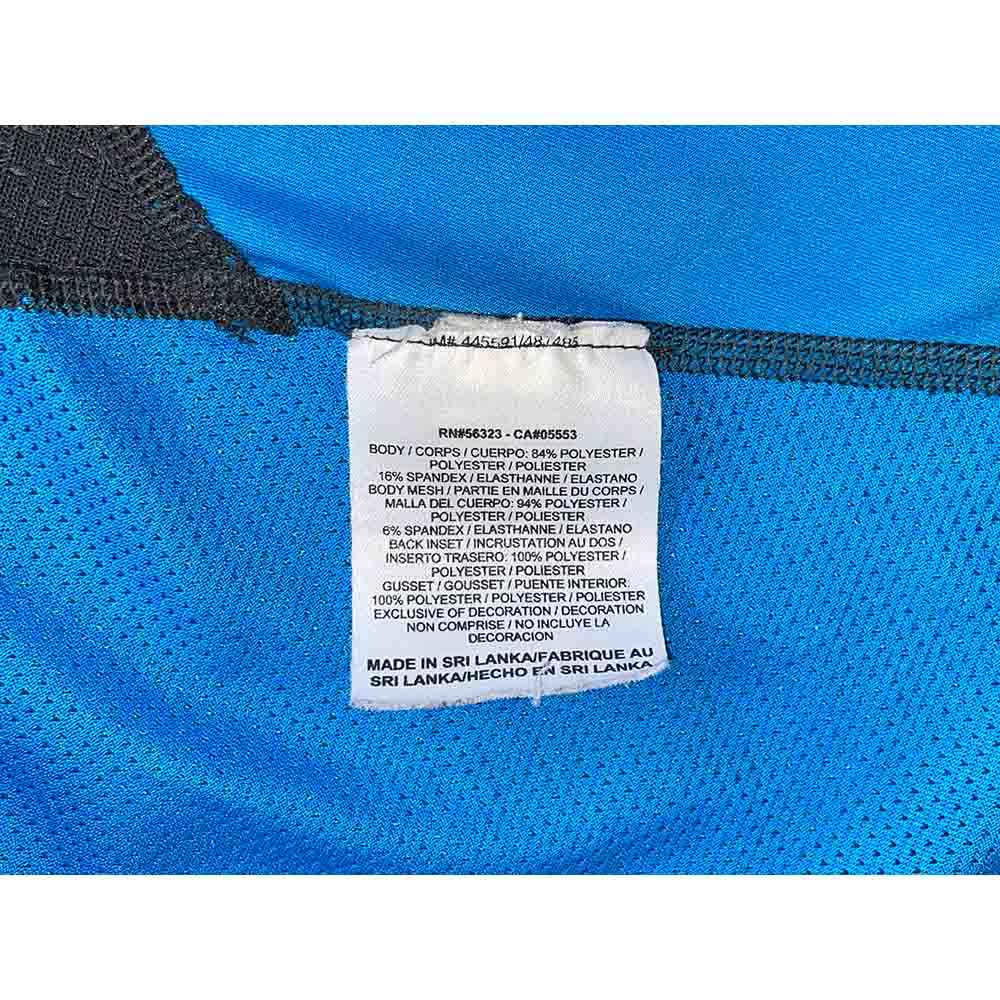 RN#56323 - CA#05553
BODY / CORPS / CUERPO: 84% POLYESTER /
POLYESTER / POLIESTER
16% SPANDEX / ELASTHANNE / ELASTANO
BODY MESH / PARTIE EN MAILLE DU CORPS /
MALLA DEL CUERPO: 94% POLYESTER /
POLYESTER / POLIESTER
6% SPANDEX / ELASTHANNE / ELASTANO
BACK INSET / INCRUSTATION AU DOS /
INSERTO TRASERO: 100% POLYESTER /
POLYESTER / POLIESTER
GUSSET / GOUSSET / PUENTE INTERIOR:
100% POLYESTER / POLYESTER / POLIESTER
EXCLUSIVE OF DECORATION / DECORATION
NON COMPRISE / NO INCLUYE LA
DECORACION
MADE IN SRI LANKA/FABRIQUE AU
SRI LANKA/HECHO EN SRI LANKA